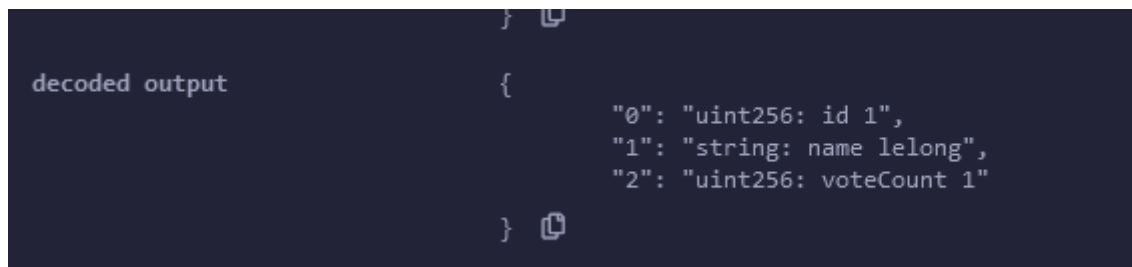 }
decoded output {
"0": "uint256: id 1",
"1": "string: name lelong",
"2": "uint256: voteCount 1"
}